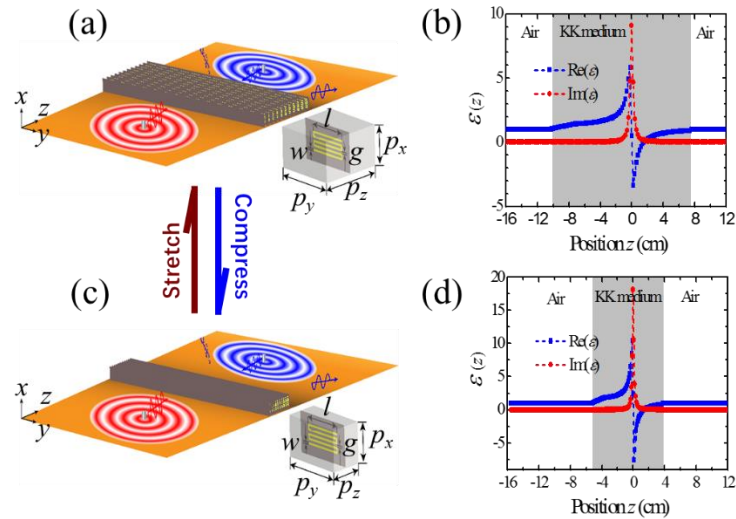 (a)
x
z
y
l
w
g
p_x
p_y
p_z
Stretch
Compress
(b)
Air
KK medium
Air
Re(ε)
Im(ε)
ε(z)
10
5
0
-5
-16 -12 -8 -4 0 4 8 12
Position z (cm)
(c)
x
z
y
l
w
g
p_x
p_y
p_z
(d)
Air
KK medium
Air
Re(ε)
Im(ε)
ε (z)
20
15
10
5
0
-5
-16 -12 -8 -4 0 4 8 12
Position z (cm)